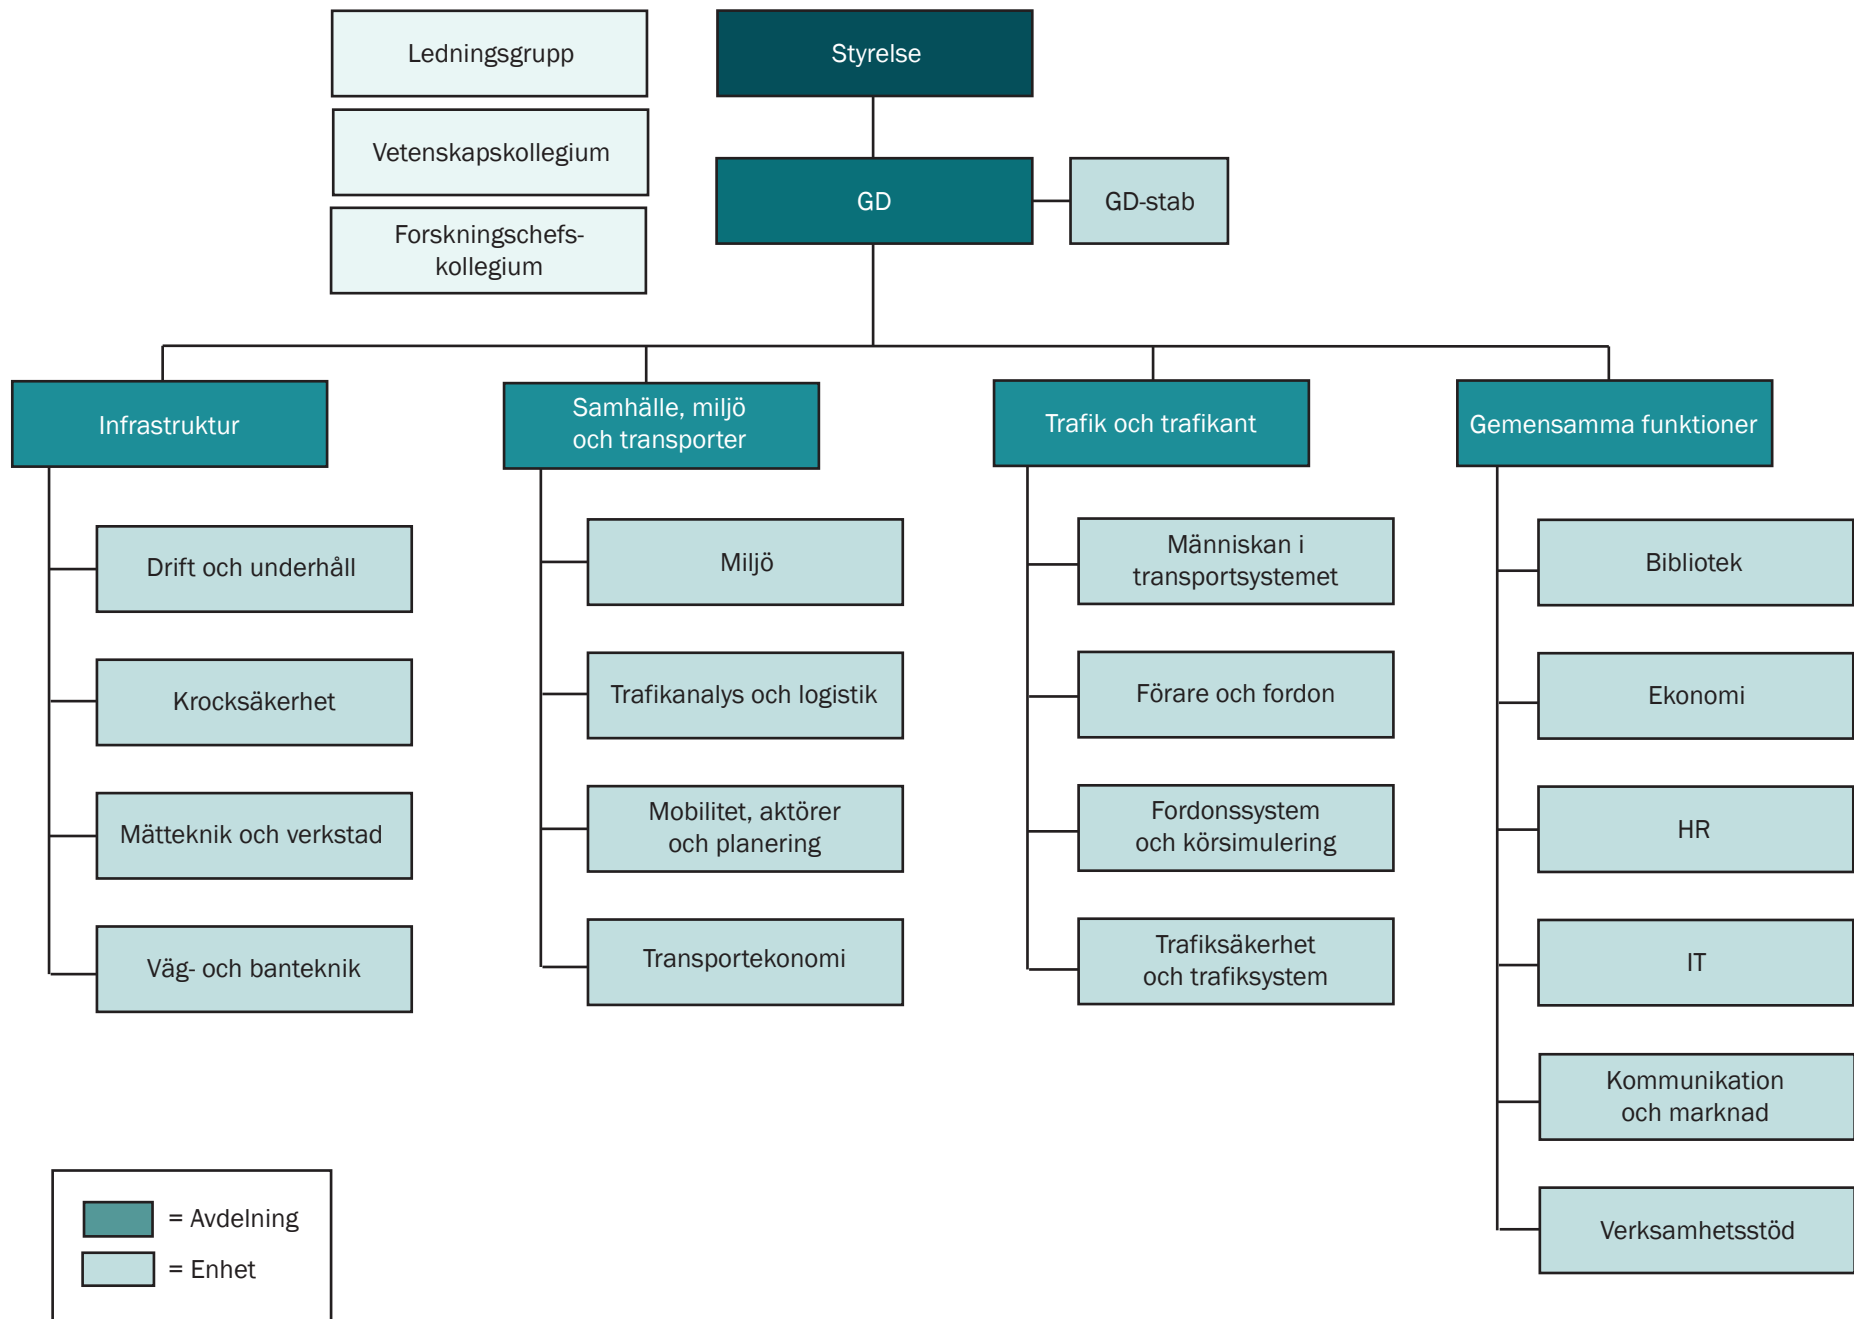 Ledningsgrupp
Styrelse
Vetenskapskollegium
GD
GD-stab
Forskningschefs-
kollegium
Infrastruktur
Samhälle, miljö
och transporter
Trafik och trafikant
Gemensamma funktioner
Drift och underhåll
Krocksäkerhet
Mätteknik och verkstad
Väg- och banteknik
Miljö
Trafikanalys och logistik
Mobilitet, aktörer
och planering
Transportekonomi
Människan i
transportsystemet
Förare och fordon
Fordonssystem
och körsimulering
Trafiksäkerhet
och trafiksystem
Bibliotek
Ekonomi
HR
IT
Kommunikation
och marknad
Verksamhetsstöd
= Avdelning
= Enhet